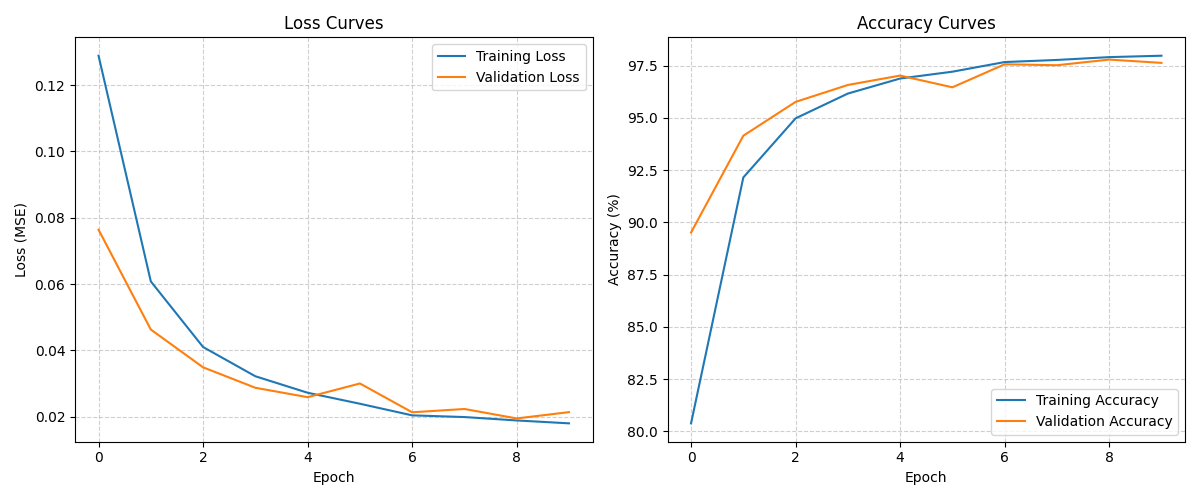 Loss Curves
Training Loss
Validation Loss
0.12
0.10
0.08
0.06
0.04
0.02
Loss (MSE)
0 2 4 6 8
Epoch
Accuracy Curves
97.5
95.0
92.5
90.0
87.5
85.0
82.5
80.0
Accuracy (%)
Training Accuracy
Validation Accuracy
0 2 4 6 8
Epoch